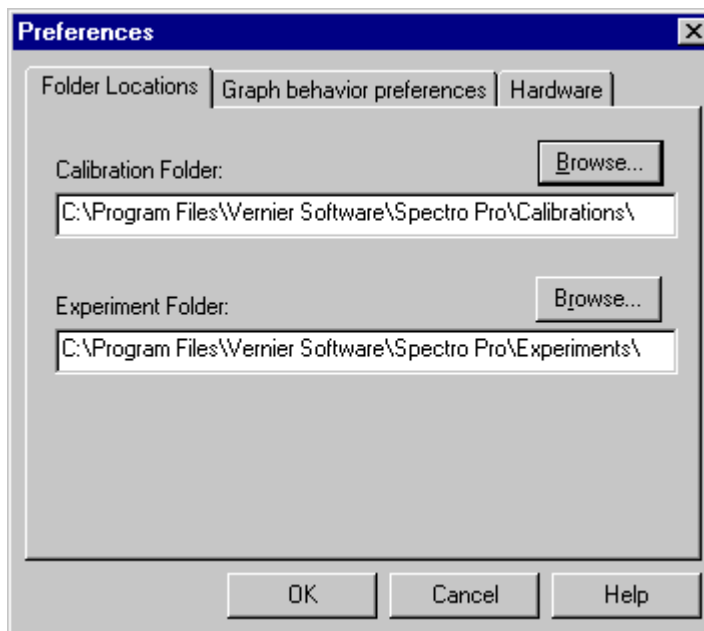 Preferences
Folder Locations Graph behavior preferences Hardware
Calibration Folder: Browse...
C:\Program Files\Vernier Software\Spectro Pro\Calibrations\
Experiment Folder: Browse...
C:\Program Files\Vernier Software\Spectro Pro\Experiments\
OK Cancel Help